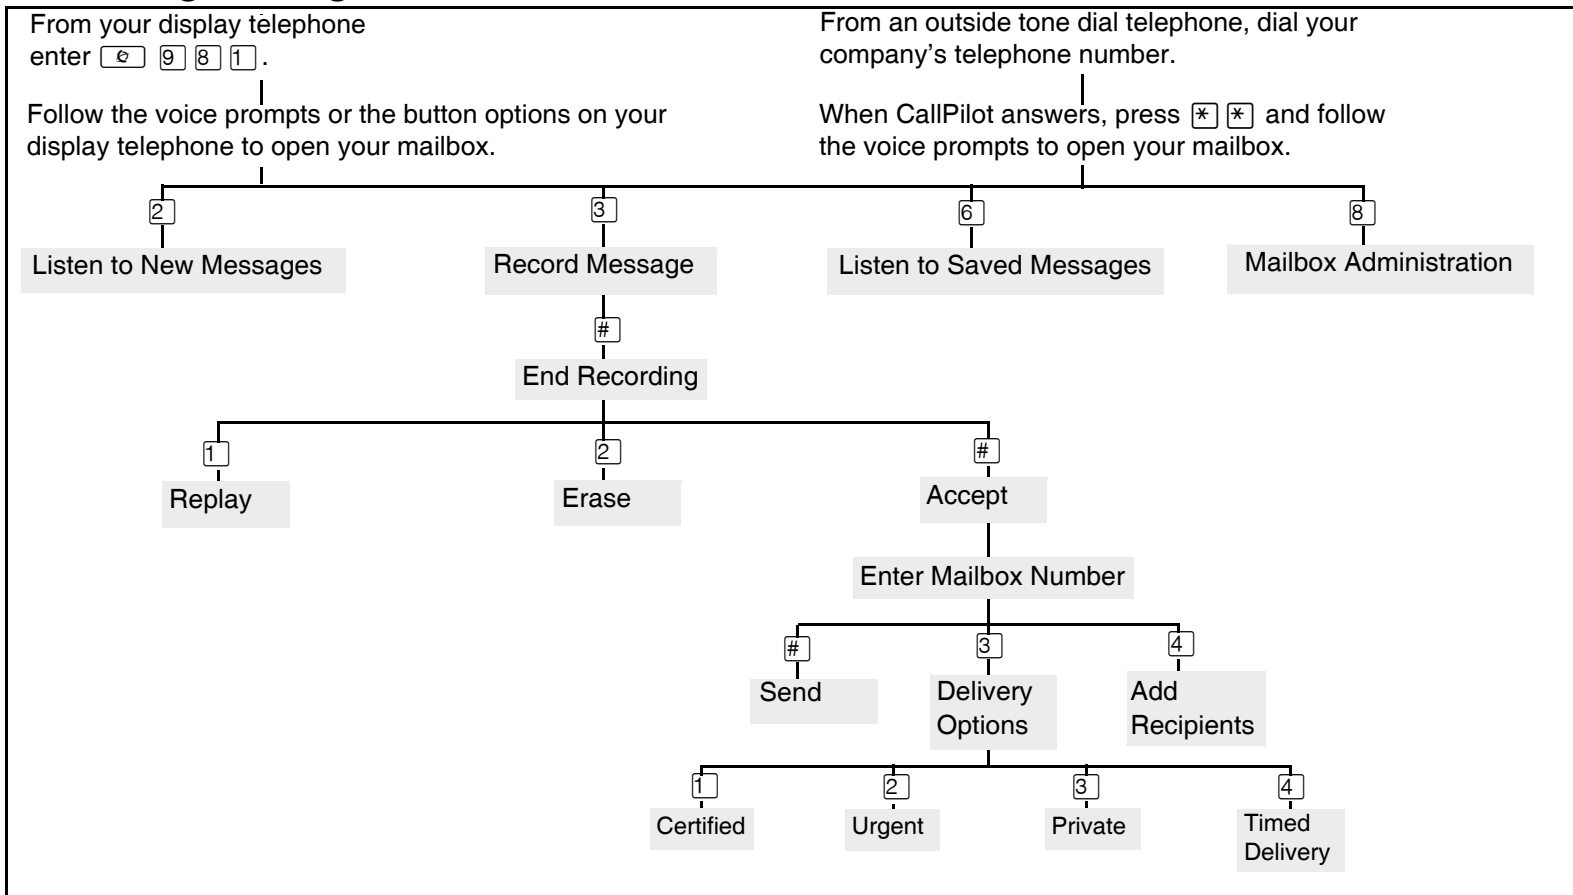 From your display telephone
enter 9 8 1.
From an outside tone dial telephone, dial your
company's telephone number.
Follow the voice prompts or the button options on your
display telephone to open your mailbox.
When CallPilot answers, press * * and follow
the voice prompts to open your mailbox.
2
3
6
8
Listen to New Messages
Record Message
Listen to Saved Messages
Mailbox Administration
#
End Recording
1
2
#
Replay
Erase
Accept
Enter Mailbox Number
#
3
4
Send
Delivery
Options
Add
Recipients
1
2
3
4
Certified
Urgent
Private
Timed
Delivery